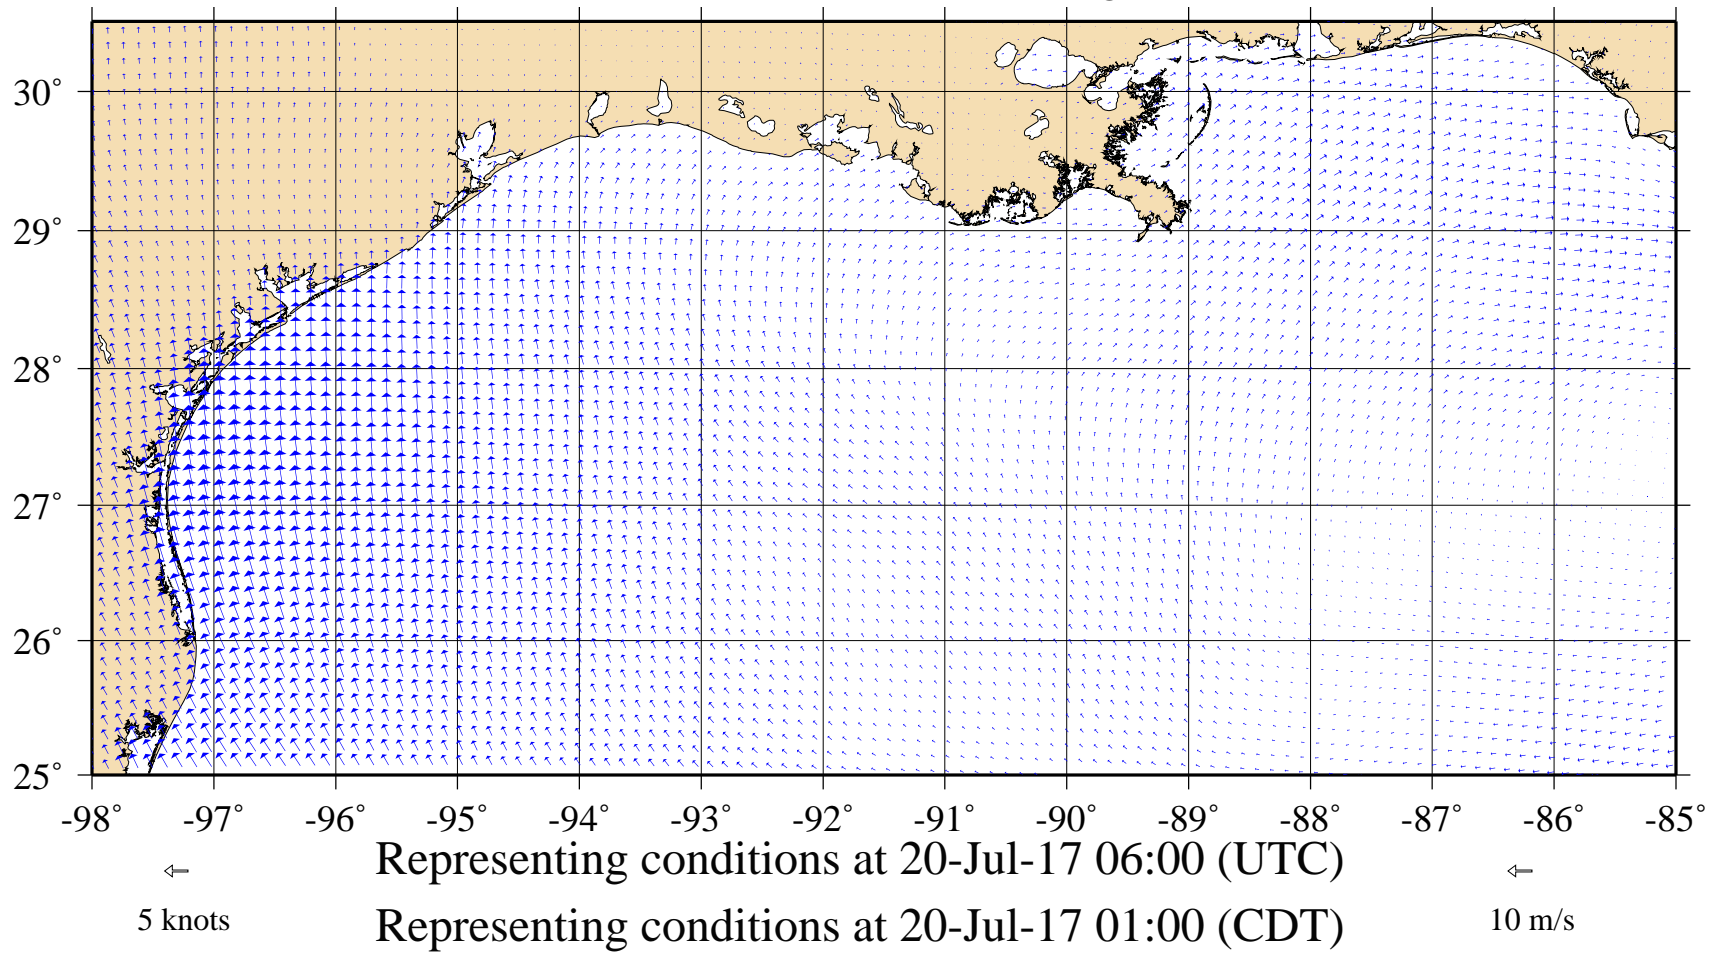 30°
29°
28°
27°
26°
25°
-98° -97° -96° -95° -94° -93° -92° -91° -90° -89° -88° -87° -86° -85°
Representing conditions at 20-Jul-17 06:00 (UTC)
5 knots
Representing conditions at 20-Jul-17 01:00 (CDT)
10 m/s